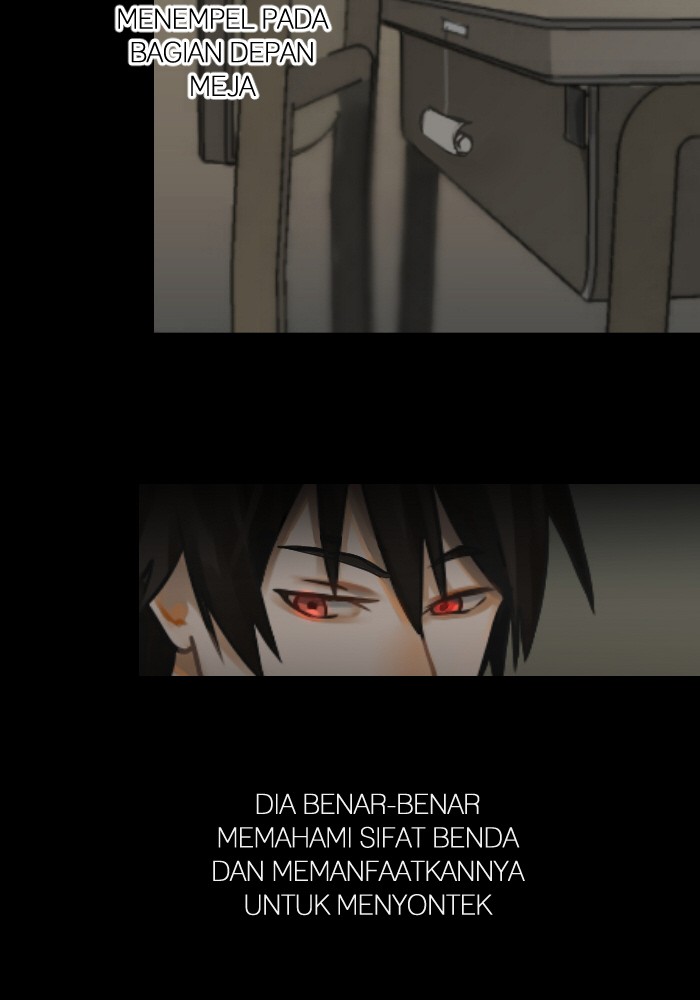 MENEMPEL PADA
BAGIAN DEPAN
MEJA
DIA BENAR-BENAR
MEMAHAMI SIFAT BENDA
DAN MEMANFAATKANNYA
UNTUK MENYONTEK